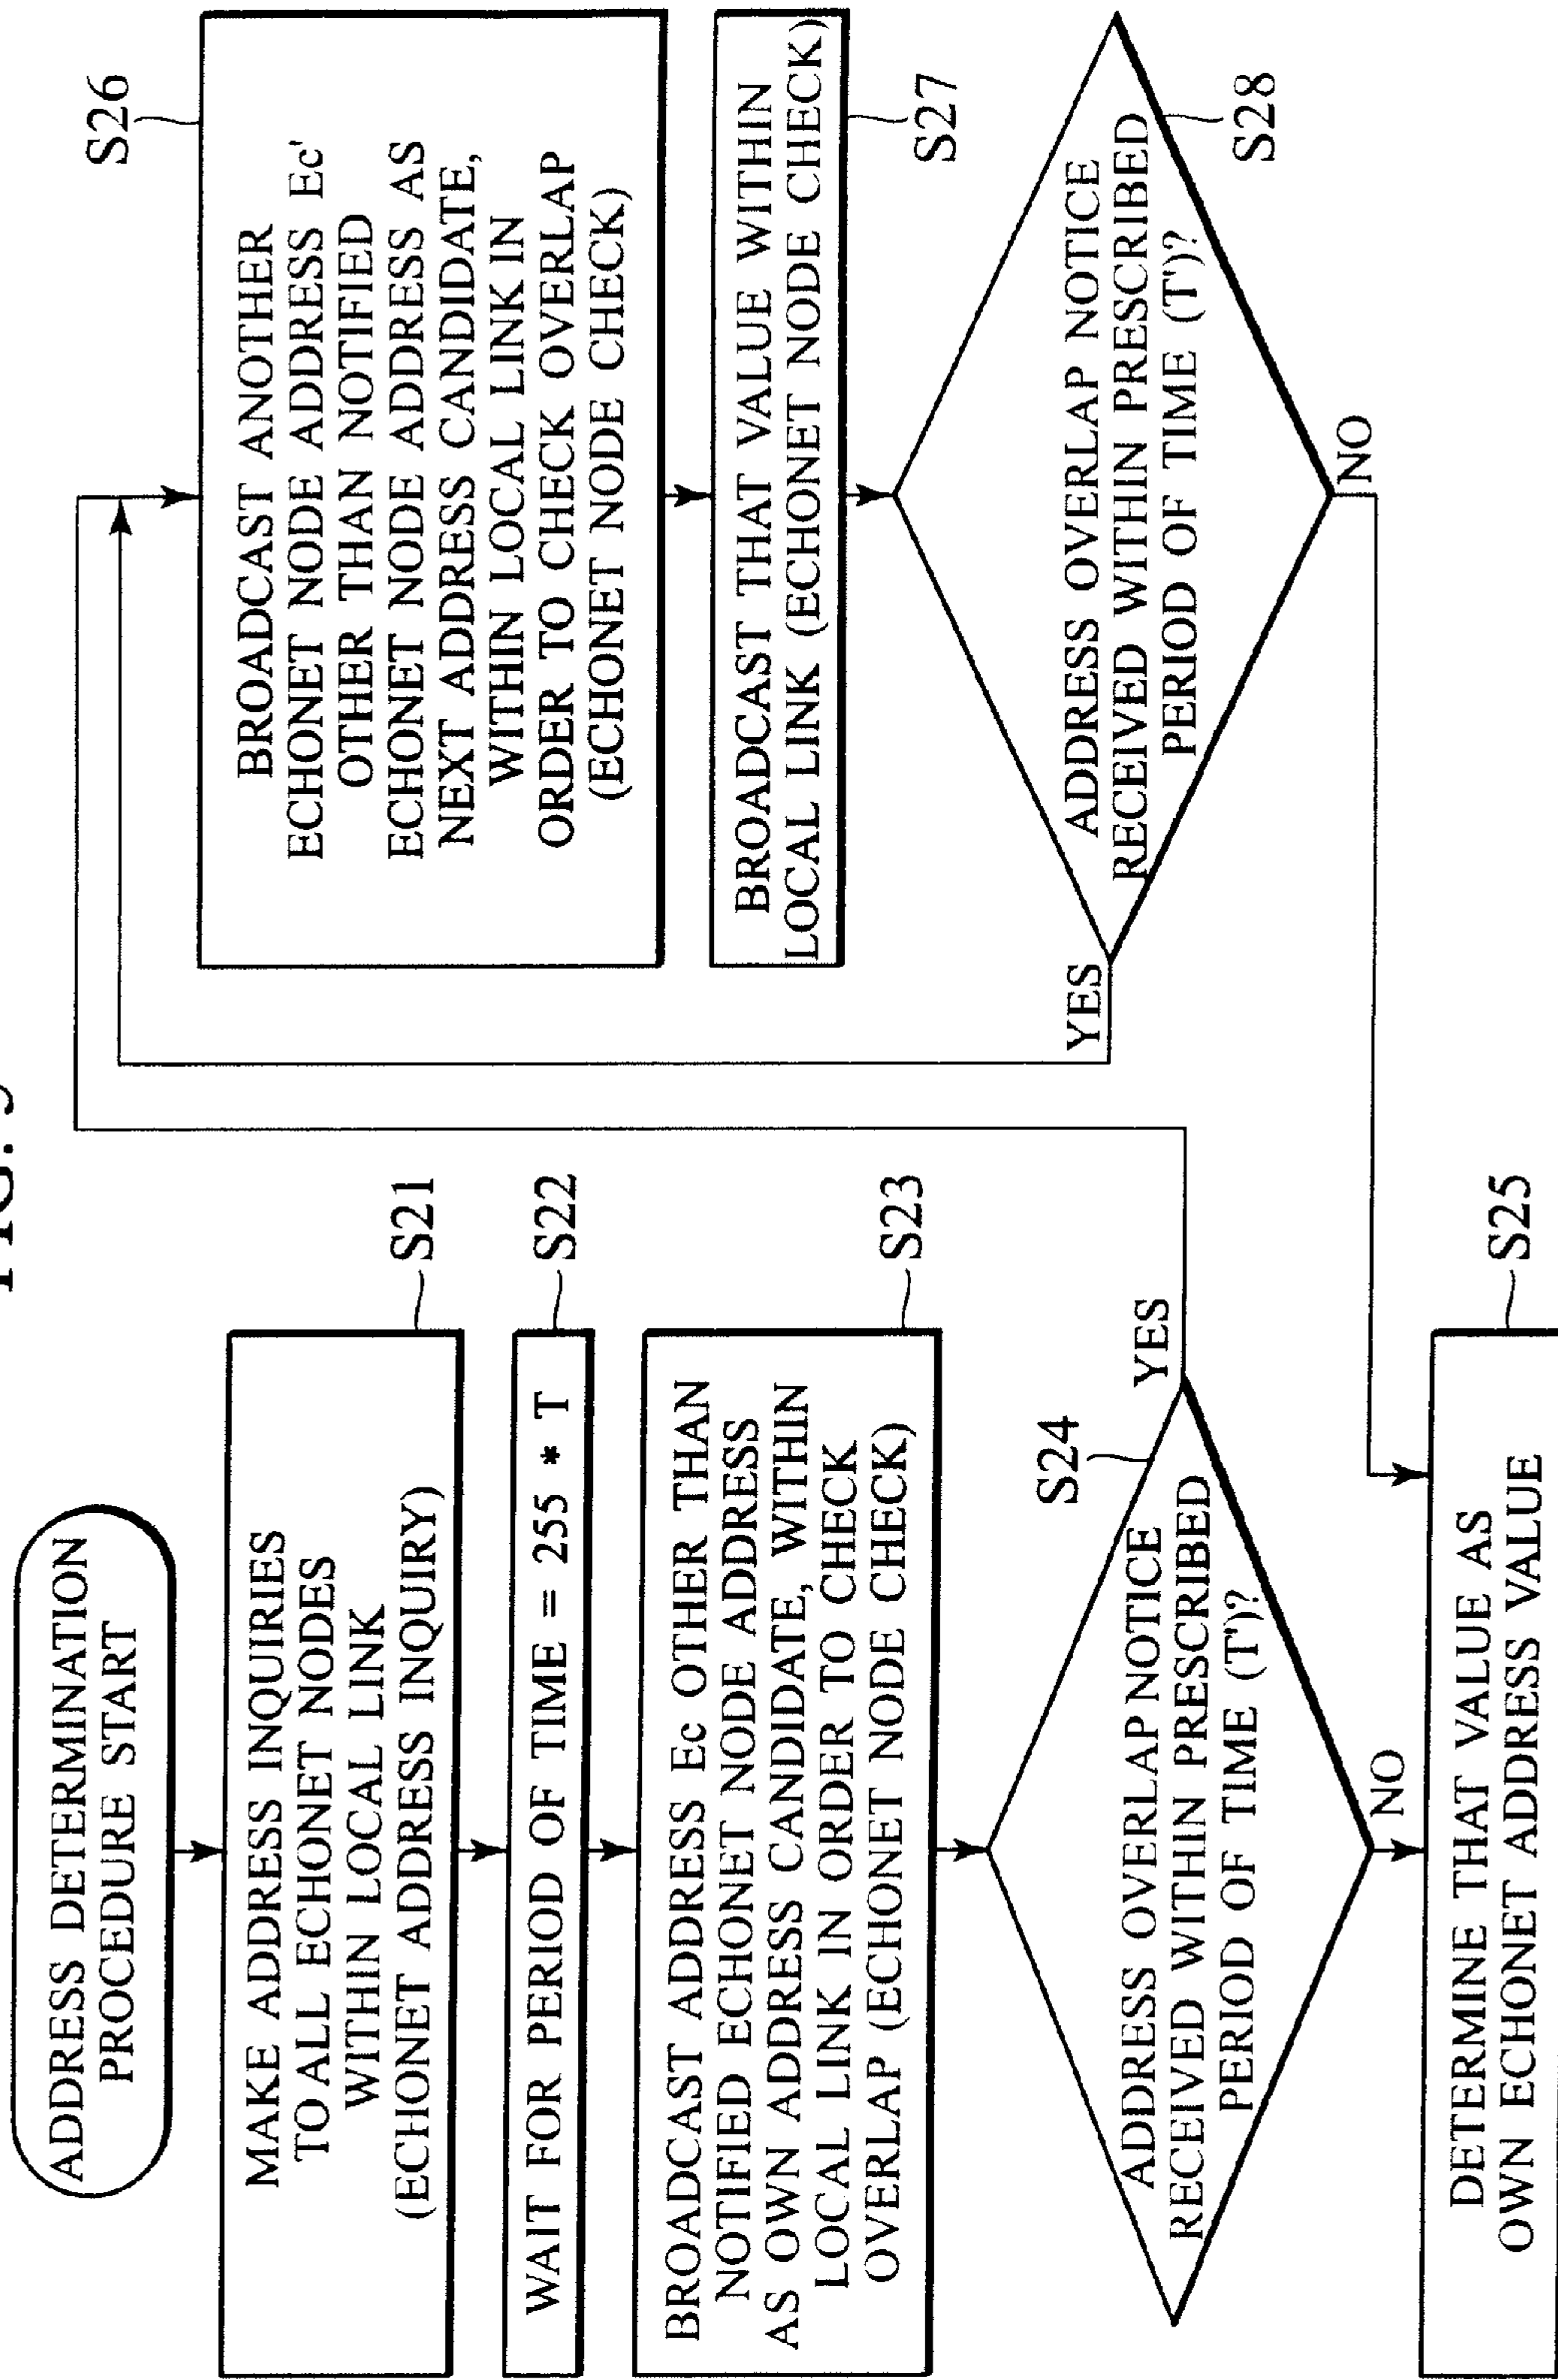 ADDRESS DETERMINATION
PROCEDURE START
MAKE ADDRESS INQUIRIES
TO ALL ECHONET NODES
WITHIN LOCAL LINK
(ECHONET ADDRESS INQUIRY)
S21
WAIT FOR PERIOD OF TIME = 255 * T
S22
BROADCAST ADDRESS Ec OTHER THAN
NOTIFIED ECHONET NODE ADDRESS
AS OWN ADDRESS CANDIDATE, WITHIN
LOCAL LINK IN ORDER TO CHECK
OVERLAP (ECHONET NODE CHECK)
S23
S24
ADDRESS OVERLAP NOTICE
RECEIVED WITHIN PRESCRIBED
PERIOD OF TIME (T')?
YES
NO
DETERMINE THAT VALUE AS
OWN ECHONET ADDRESS VALUE
S25
S26
BROADCAST ANOTHER
ECHONET NODE ADDRESS Ec'
OTHER THAN NOTIFIED
ECHONET NODE ADDRESS AS
NEXT ADDRESS CANDIDATE,
WITHIN LOCAL LINK IN
ORDER TO CHECK OVERLAP
(ECHONET NODE CHECK)
BROADCAST THAT VALUE WITHIN
LOCAL LINK (ECHONET NODE CHECK)
S27
YES
ADDRESS OVERLAP NOTICE
RECEIVED WITHIN PRESCRIBED
PERIOD OF TIME (T')?
S28
NO